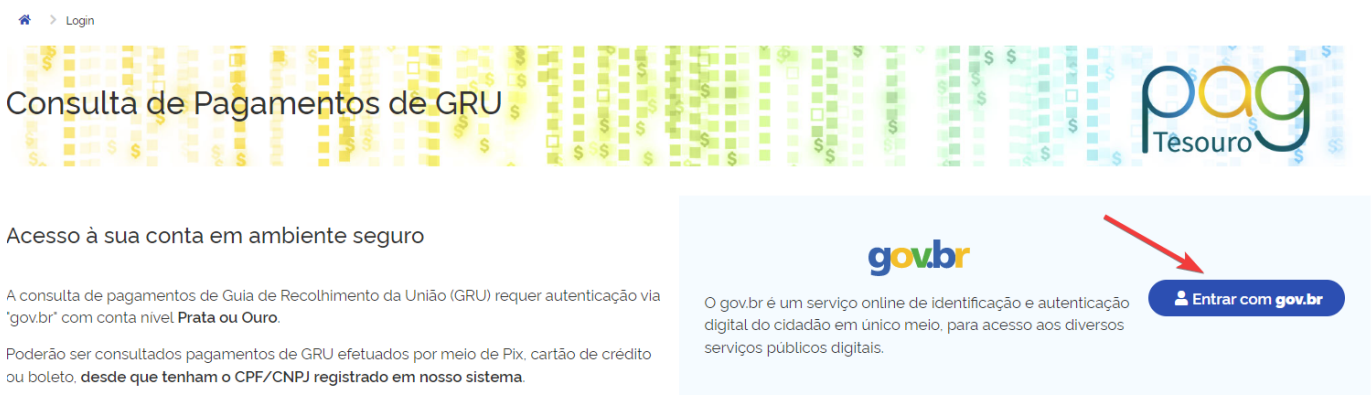 Login
Consulta de Pagamentos de GRU
pag
Tesouro
Acesso à sua conta em ambiente seguro
A consulta de pagamentos de Guia de Recolhimento da União (GRU) requer autenticação via
"gov.br" com conta nível Prata ou Ouro.
Poderão ser consultados pagamentos de GRU efetuados por meio de Pix, cartão de crédito
ou boleto, desde que tenham o CPF/CNPJ registrado em nosso sistema.
gov.br
O gov.br é um serviço online de identificação e autenticação
digital do cidadão em único meio, para acesso aos diversos
serviços públicos digitais.
Entrar com gov.br